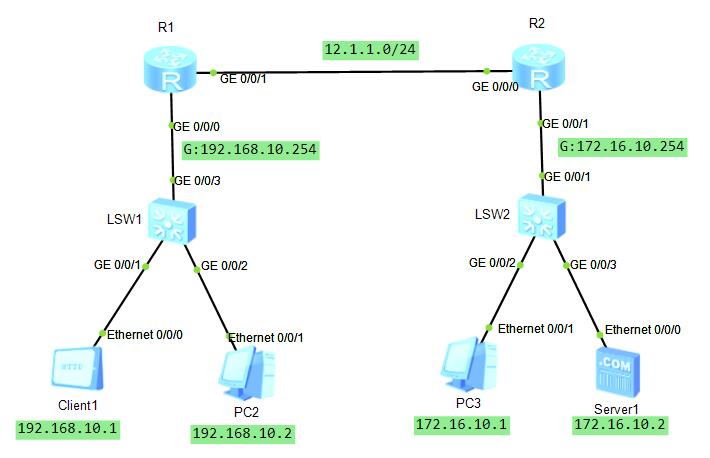 R1
R2
12.1.1.0/24
R
R
GE 0/0/1
GE 0/0/0
GE 0/0/0
GE 0/0/1
G:192.168.10.254
G:172.16.10.254
GE 0/0/3
GE 0/0/1
LSW1
LSW2
GE 0/0/1
GE 0/0/2
GE 0/0/2
GE 0/0/3
Ethernet 0/0/0
Ethernet 0/0/1
Ethernet 0/0/1
Ethernet 0/0/0
HTTP
.COM
Client1
PC2
PC3
Server1
192.168.10.1
192.168.10.2
172.16.10.1
172.16.10.2